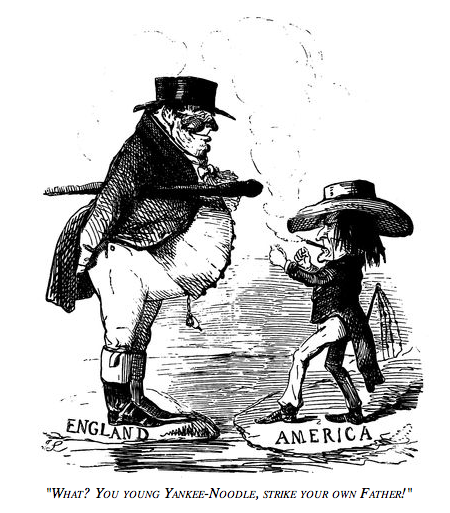 ENGLAND
AMERICA
"WHAT? YOU YOUNG YANKEE-NOODLE, STRIKE YOUR OWN FATHER!"